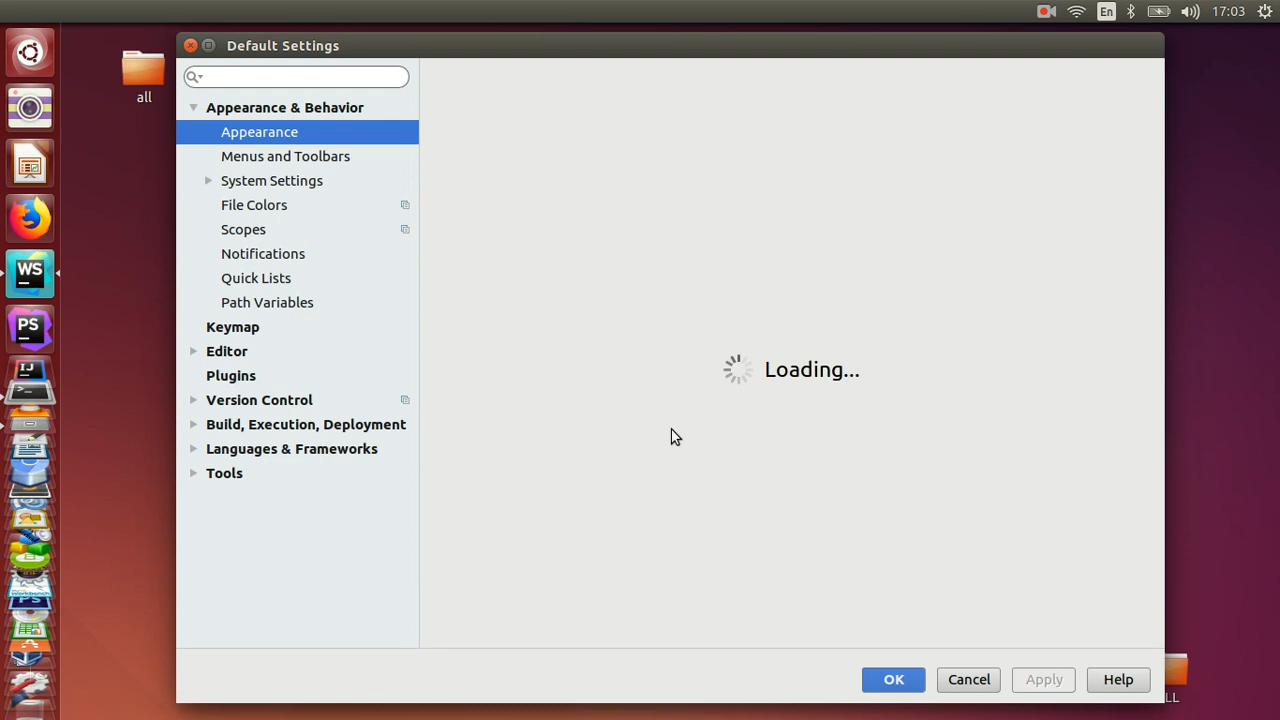 En
17:03
Default Settings
all
Appearance & Behavior
Appearance
Menus and Toolbars
System Settings
File Colors
Scopes
Notifications
Quick Lists
Path Variables
Keymap
Editor
Plugins
Version Control
Build, Execution, Deployment
Languages & Frameworks
Tools
Loading...
WS
PS
IJ
OK
Cancel
Apply
Help
LL